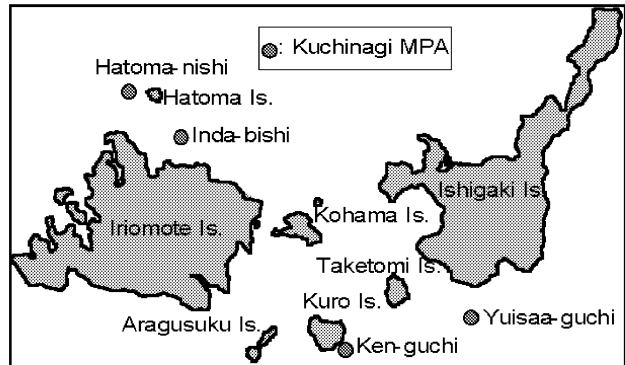 : Kuchinagi MPA
Hatoma-nishi
Hatoma Is.
Inda-bishi
Ishigaki Is.
Kohama Is.
Iriomote Is.
Taketomi Is.
Kuro Is.
Aragusuku Is.
Yuisaa-guchi
Ken-guchi